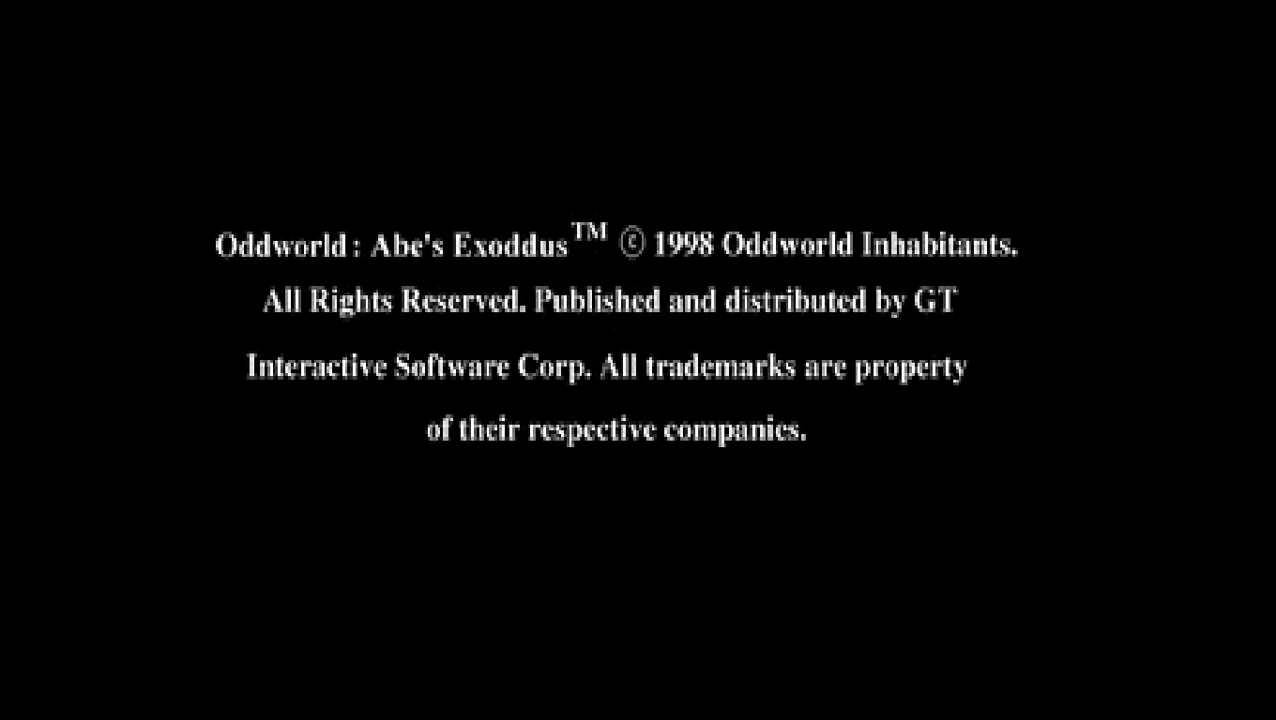 Oddworld: Abe's Exoddus™ © 1998 Oddworld Inhabitants.
All Rights Reserved. Published and distributed by GT
Interactive Software Corp. All trademarks are property
of their respective companies.